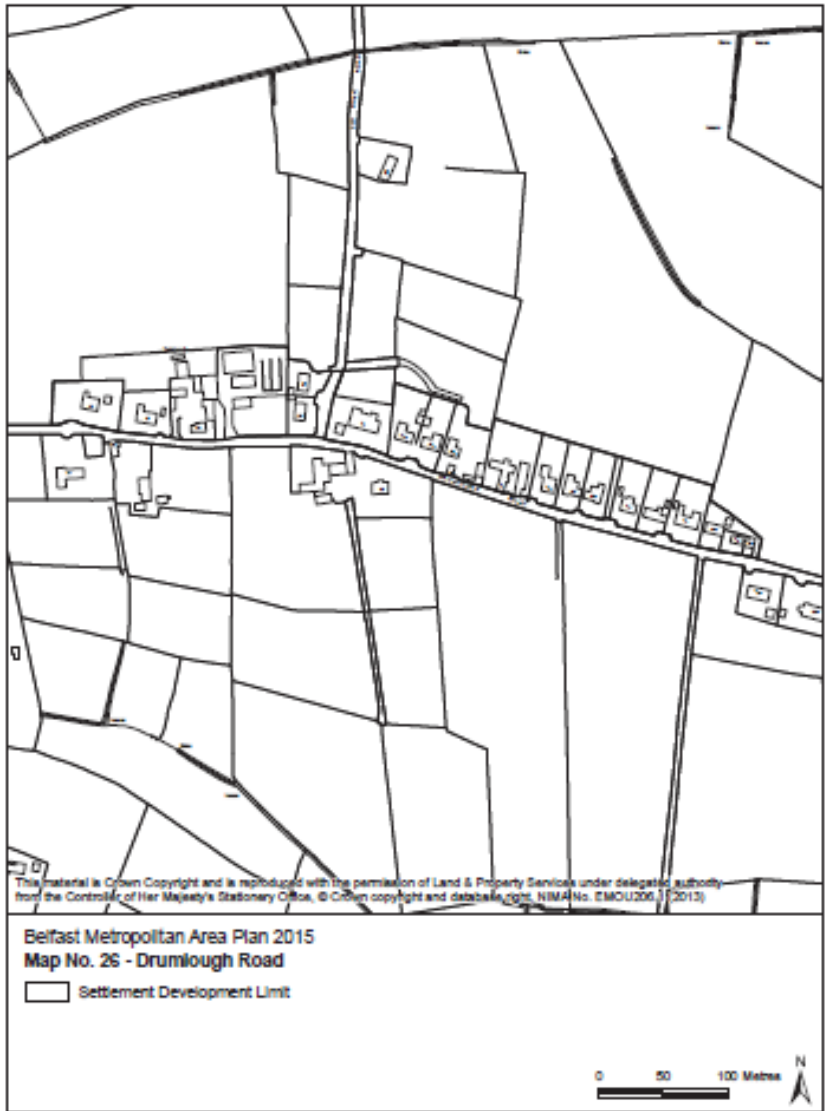 This material is Crown Copyright and is reproduced with the permission of Land & Property Services under delegated authority
from the Controller of Her Majesty's Stationery Office, © Crown copyright and database right, NIMA No. EMOU206. (2013)
Belfast Metropolitan Area Plan 2015
Map No. 26 - Drumlough Road
Settlement Development Limit
N
0 50 100 Metres